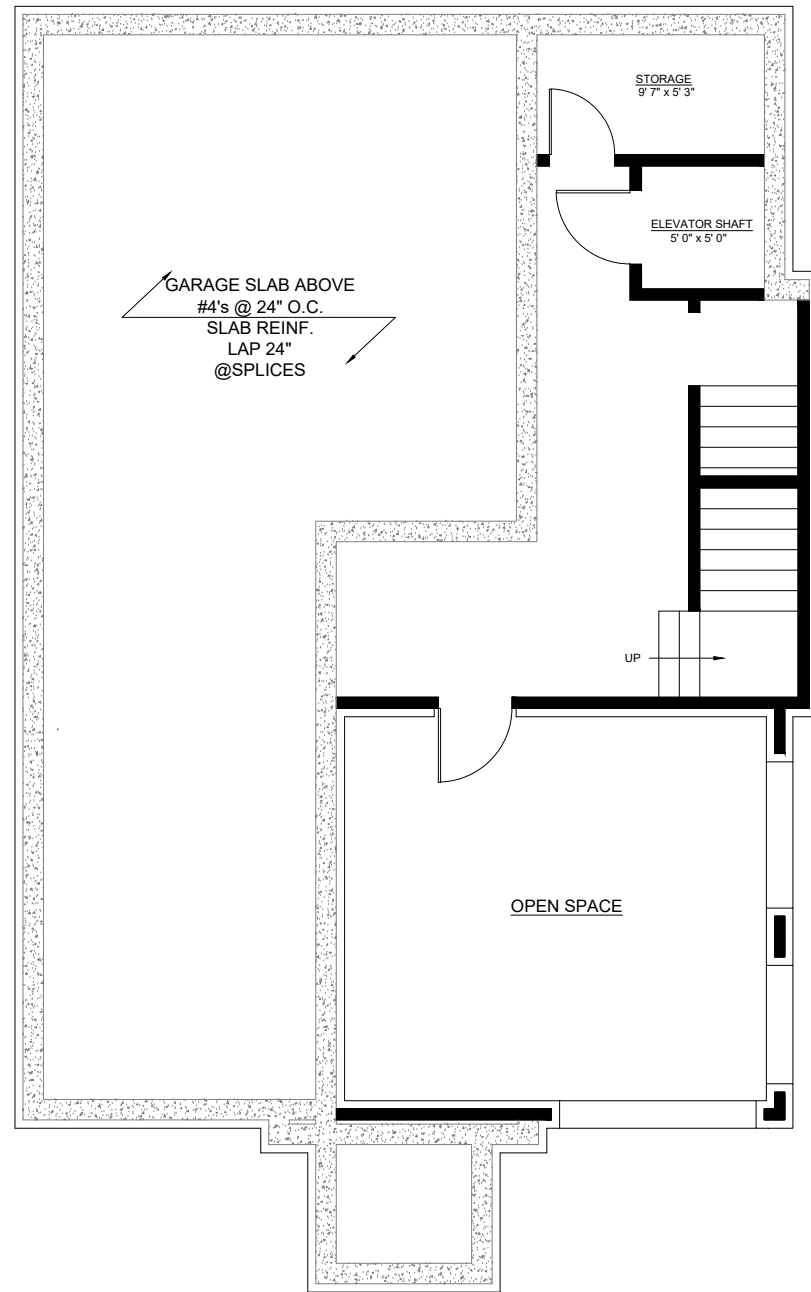 STORAGE
9' 7" x 5' 3"
ELEVATOR SHAFT
5' 0" x 5' 0"
GARAGE SLAB ABOVE
#4's @ 24" O.C.
SLAB REINF.
LAP 24"
@SPLICES
UP
OPEN SPACE